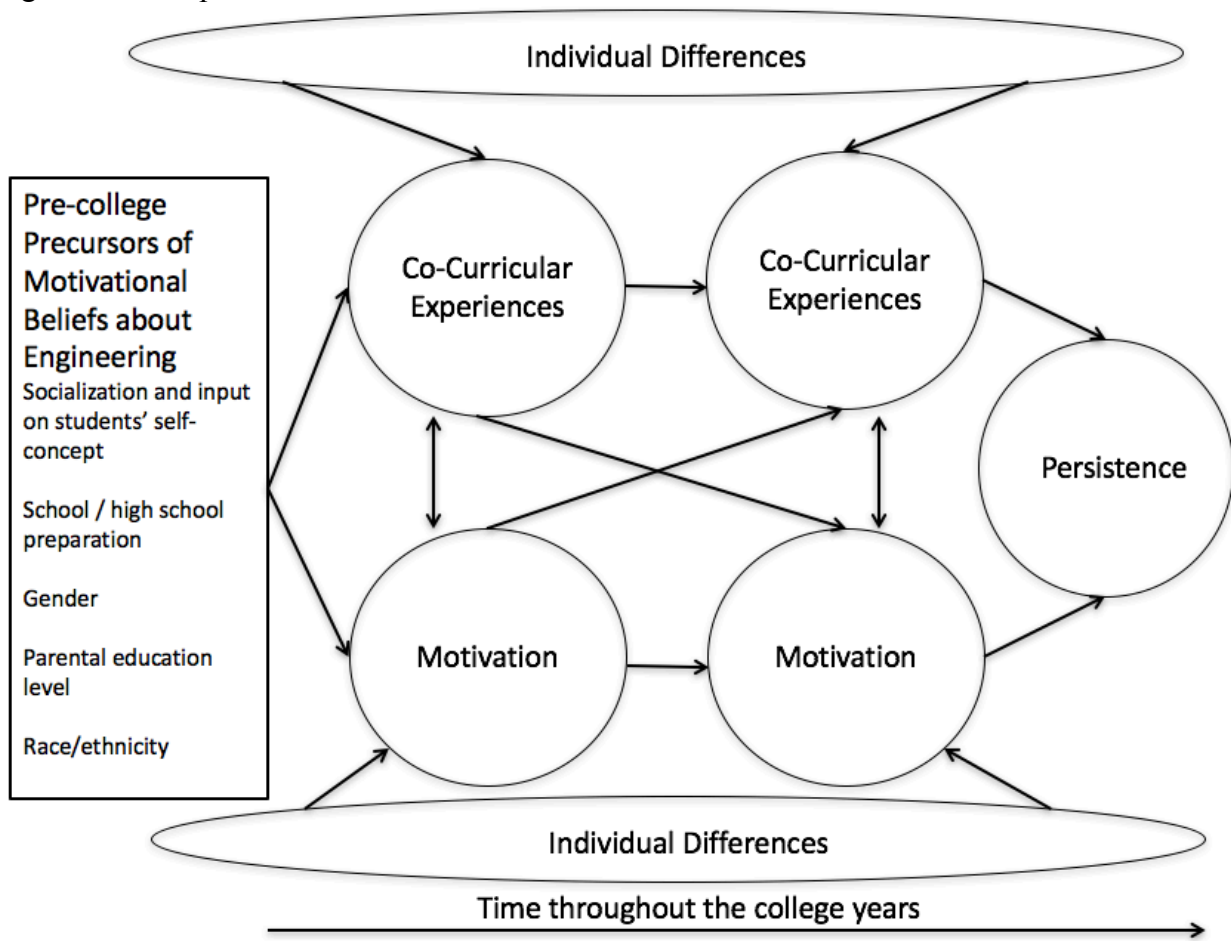 Individual Differences
Pre-college
Precursors of
Motivational
Beliefs about
Engineering
Socialization and input
on students' self-
concept
School / high school
preparation
Gender
Parental education
level
Race/ethnicity
Co-Curricular
Experiences
Co-Curricular
Experiences
Persistence
Motivation
Motivation
Individual Differences
Time throughout the college years